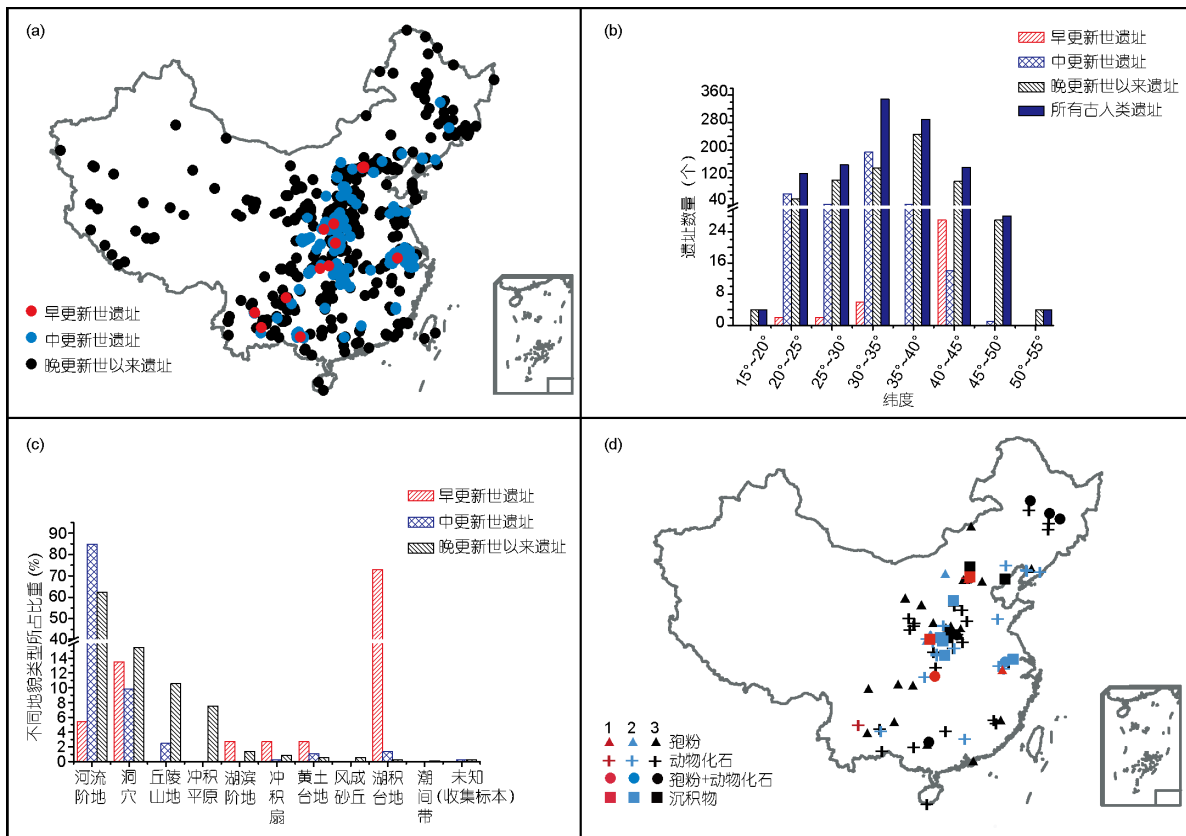 (a)
早更新世遗址
中更新世遗址
晚更新世以来遗址
(b)
早更新世遗址
中更新世遗址
晚更新世以来遗址
所有古人类遗址
遗址数量（个）
360
280
200
120
40
24
16
8
0
15°~20°
20°~25°
25°~30°
30°~35°
35°~40°
40°~45°
45°~50°
50°~55°
纬度
(c)
早更新世遗址
中更新世遗址
晚更新世以来遗址
不同地貌类型所占比重 (%)
90
80
70
60
50
40
14
12
10
8
6
4
2
0
河流阶地
洞穴
丘陵山地
冲积平原
湖滨阶地
冲积扇
黄土台地
风成砂丘
湖积台地
潮间带
未知(收集标本)
(d)
1 2 3
孢粉
动物化石
孢粉+动物化石
沉积物